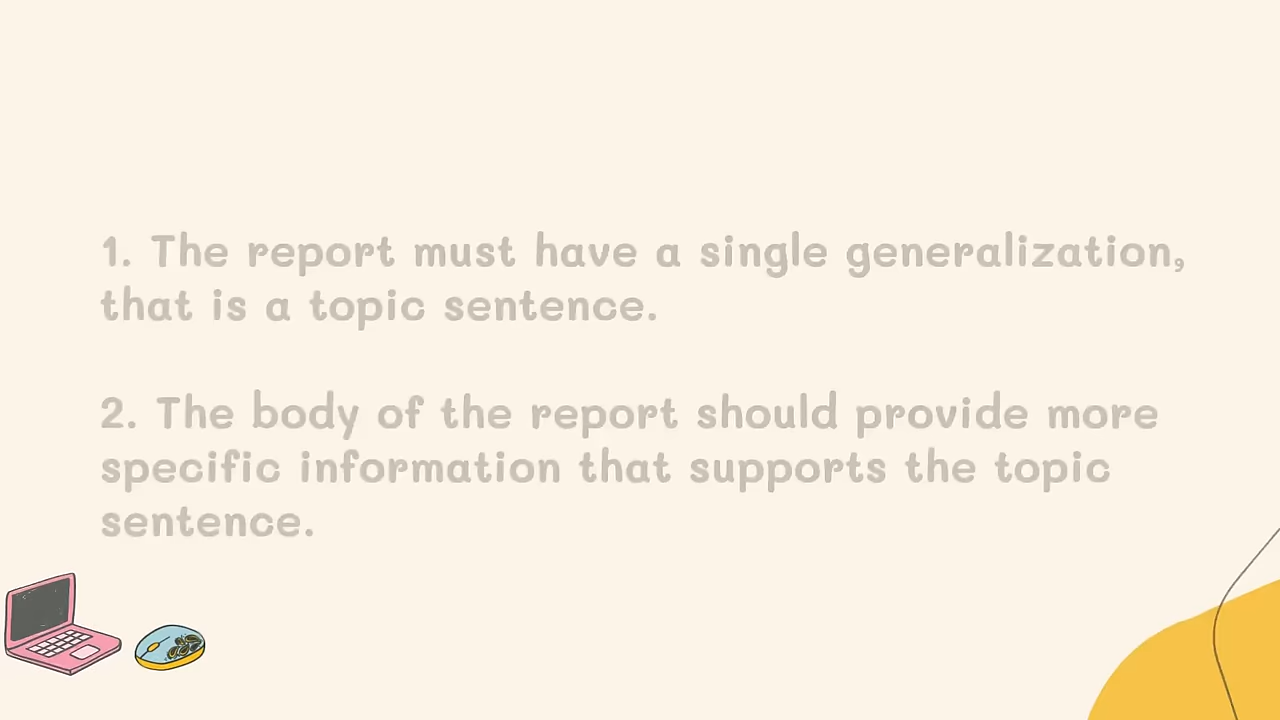 1. The report must have a single generalization,
that is a topic sentence.
2. The body of the report should provide more
specific information that supports the topic
sentence.